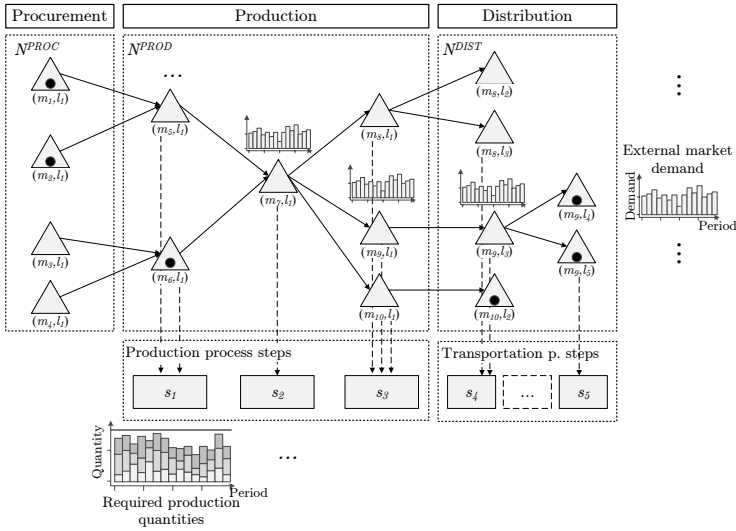 Procurement
Production
Distribution
N^PROC
N^PROD
N^DIST
...
(m1,l1)
(m2,l1)
(m3,l1)
(m4,l1)
(m5,l1)
(m6,l1)
(m7,l1)
(m8,l1)
(m9,l1)
(m10,l1)
(m8,l2)
(m8,l3)
(m9,l3)
(m10,l2)
(m9,l4)
(m9,l5)
External market
demand
Demand
Period
Production process steps
s1
s2
s3
Transportation p. steps
s4
...
s5
Quantity
Period
Required production
quantities
...